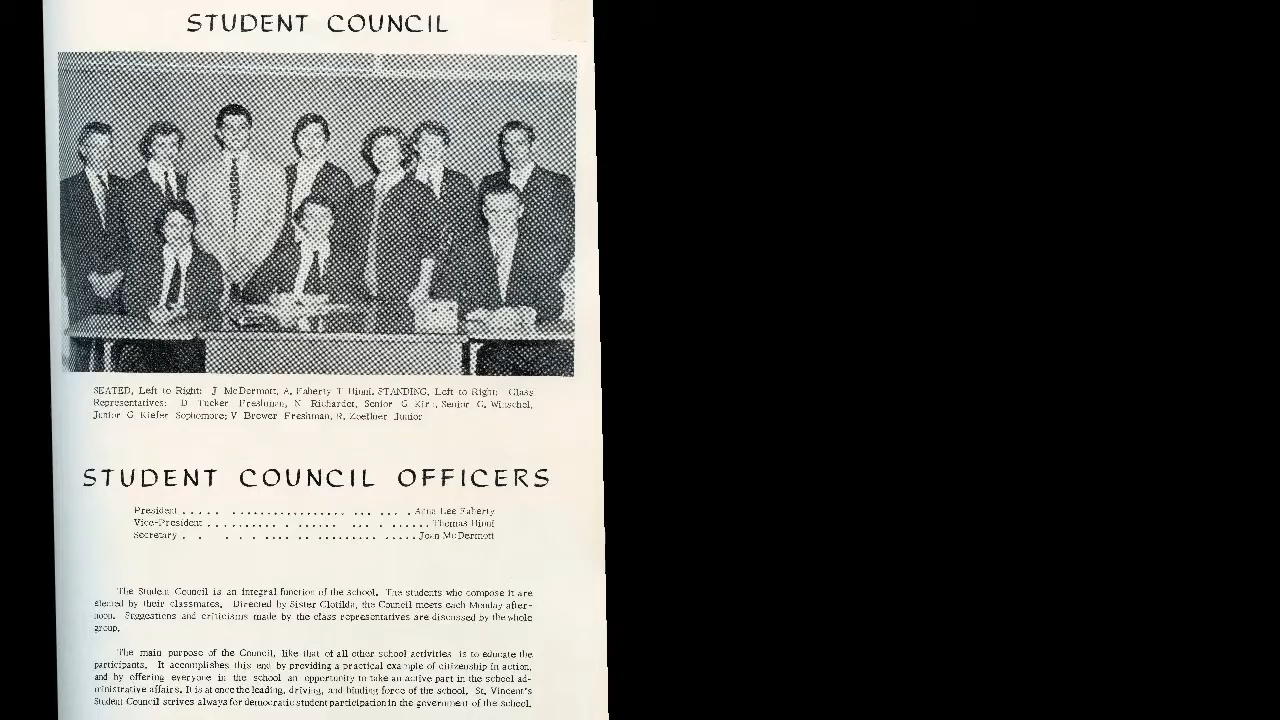 STUDENT COUNCIL
SEATED, Left to Right: J. McDermott, A. Faherty T. Hinni. STANDING, Left to Right: Class
Representatives: D. Tucker Freshman, N. Richardet, Senior G. Senior G. Winschel,
Junior G. Kiefer Sophomore; V. Brewer Freshman, R. Zoellner Junior
STUDENT COUNCIL OFFICERS
President . . . . . . . . . . . . . . . . . . . . . . . . . . . . Anna Lee Faherty
Vice-President . . . . . . . . . . . . . . . . . . . . . . . . . . Thomas Hinni
Secretary . . . . . . . . . . . . . . . . . . . . . . . . . . . . Joan McDermott
The Student Council is an integral function of the school. The students who compose it are
elected by their classmates. Directed by Sister Clotilda, the Council meets each Monday after-
noon. Suggestions and criticisms made by the class representatives are discussed by the whole
group.
The main purpose of the Council, like that of all other school activities is to educate the
participants. It accomplishes this end by providing a practical example of citizenship in action,
and by offering everyone in the school an opportunity to take an active part in the school ad-
ministrative affairs. It is at once the leading, driving, and binding force of the school. St. Vincent's
Student Council strives always for democratic student participation in the government of the school.